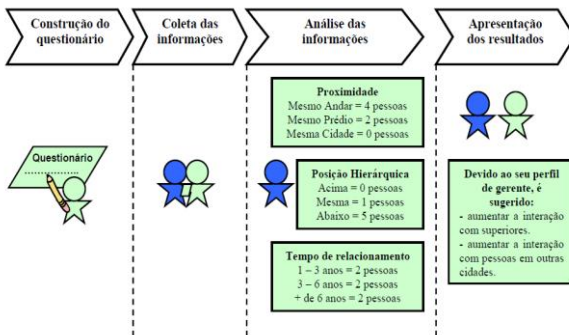 Construção do
questionário
Coleta das
informações
Análise das
informações
Apresentação
dos resultados
Questionário
Proximidade
Mesmo Andar = 4 pessoas
Mesmo Prédio = 2 pessoas
Mesma Cidade = 0 pessoas
Posição Hierárquica
Acima = 0 pessoas
Mesma = 1 pessoas
Abaixo = 5 pessoas
Tempo de relacionamento
1 – 3 anos = 2 pessoas
3 – 6 anos = 2 pessoas
+ de 6 anos = 2 pessoas
Devido ao seu perfil
de gerente, é
sugerido:
- aumentar a interação
com superiores.
- aumentar a interação
com pessoas em outras
cidades.